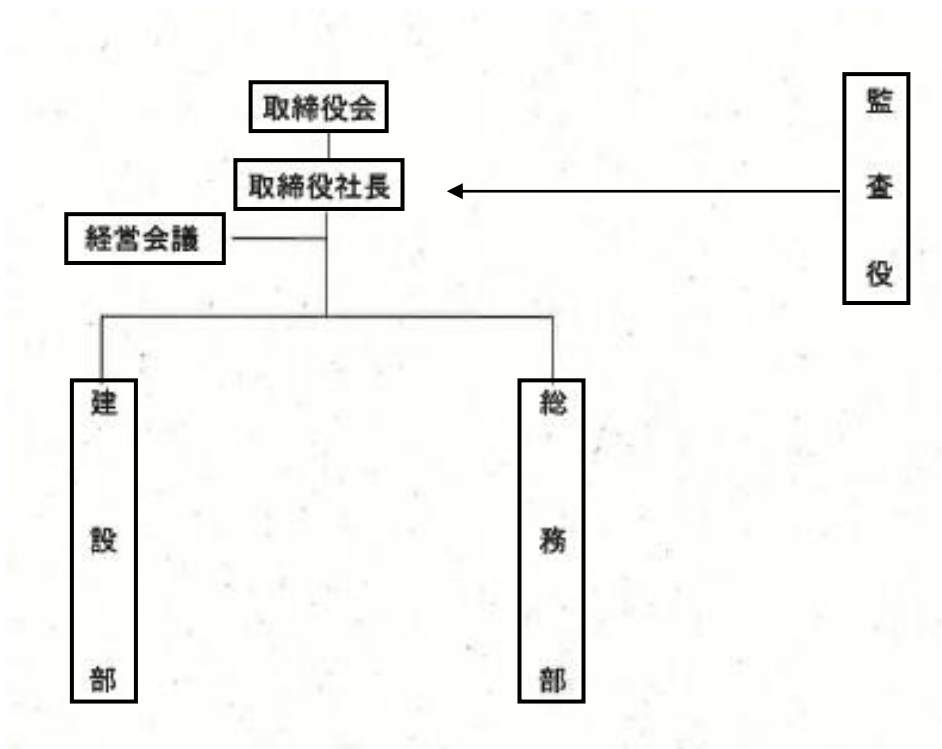 取締役会
取締役社長
経営会議
監査役
建設部
総務部